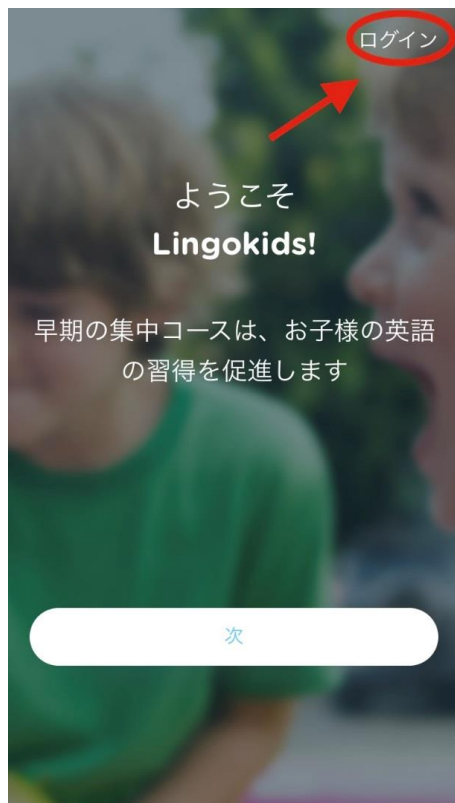 ログイン
ようこそ
Lingokids!
早期の集中コースは、お子様の英語
の習得を促進します
次